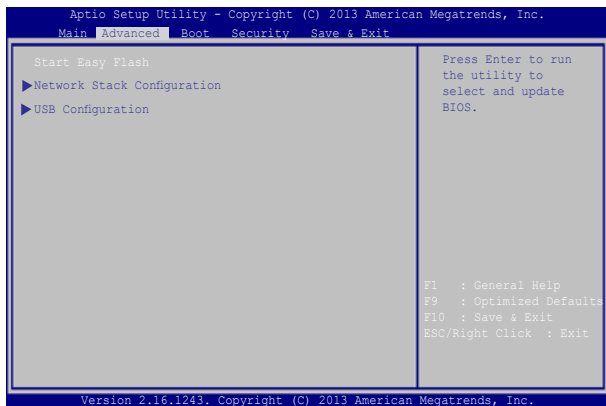 Aptio Setup Utility - Copyright (C) 2013 American Megatrends, Inc.
Main Advanced Boot Security Save & Exit
Start Easy Flash
Network Stack Configuration
USB Configuration
Press Enter to run
the utility to
select and update
BIOS.
F1 : General Help
F9 : Optimized Defaults
F10 : Save & Exit
ESC/Right Click : Exit
Version 2.16.1243. Copyright (C) 2013 American Megatrends, Inc.